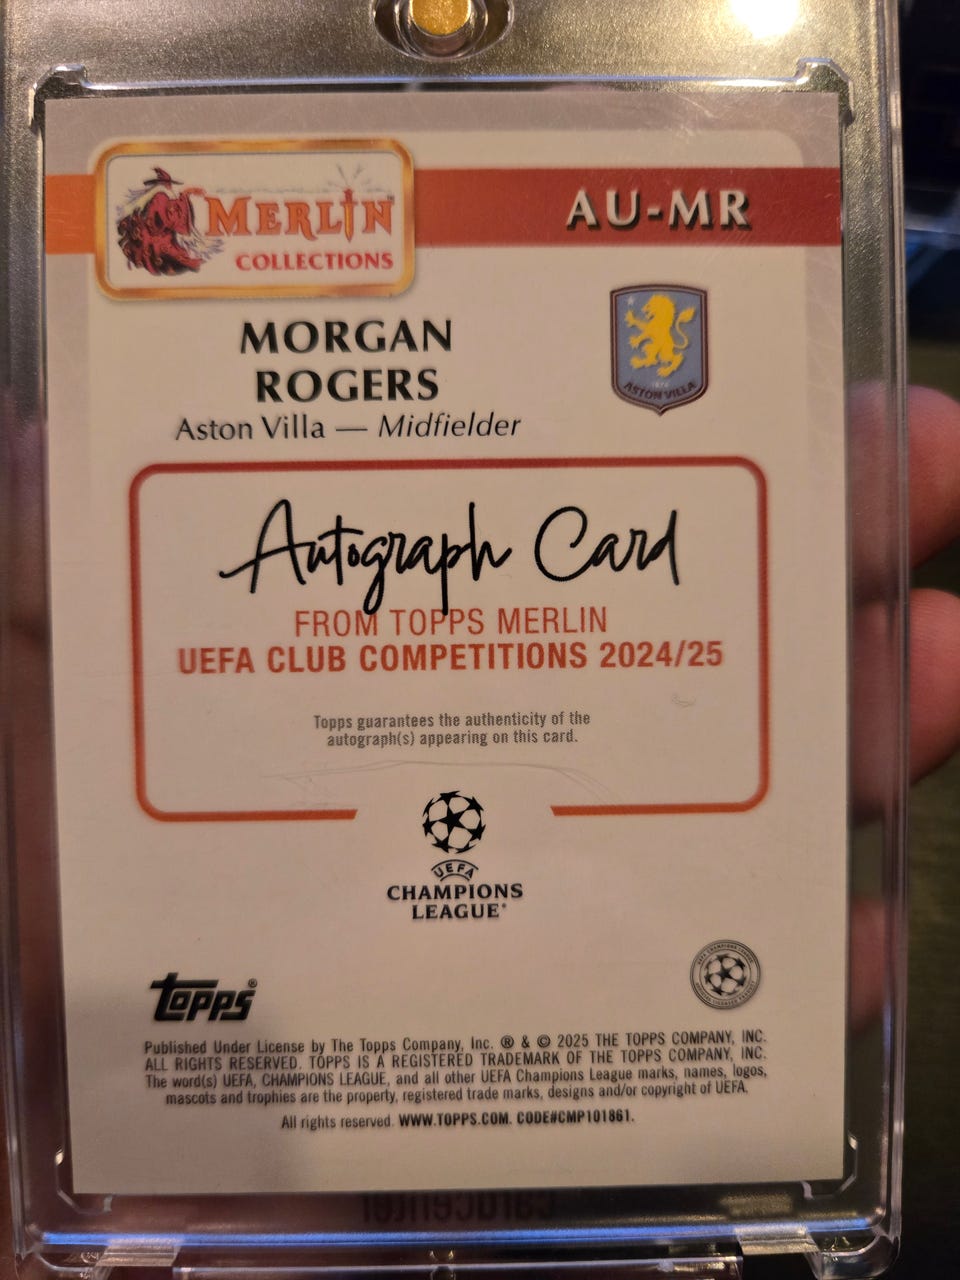 MERLIN™
COLLECTIONS
AU-MR
MORGAN
ROGERS
Aston Villa — Midfielder
1874
ASTON VILLA
Autograph Card
FROM TOPPS MERLIN
UEFA CLUB COMPETITIONS 2024/25
Topps guarantees the authenticity of the
autograph(s) appearing on this card.
UEFA
CHAMPIONS
LEAGUE®
topps®
Published Under License by The Topps Company, Inc. ® & © 2025 THE TOPPS COMPANY, INC.
ALL RIGHTS RESERVED. TOPPS IS A REGISTERED TRADEMARK OF THE TOPPS COMPANY, INC.
The word(s) UEFA, CHAMPIONS LEAGUE, and all other UEFA Champions League marks, names, logos,
mascots and trophies are the property, registered trade marks, designs and/or copyright of UEFA.
All rights reserved. WWW.TOPPS.COM. CODE#CMP101861.